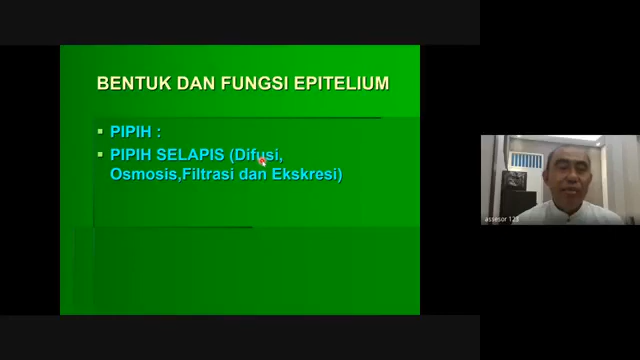 BENTUK DAN FUNGSI EPITELIUM
PIPIH :
PIPIH SELAPIS (Difusi,
Osmosis,Filtrasi dan Ekskresi)
assesor 123